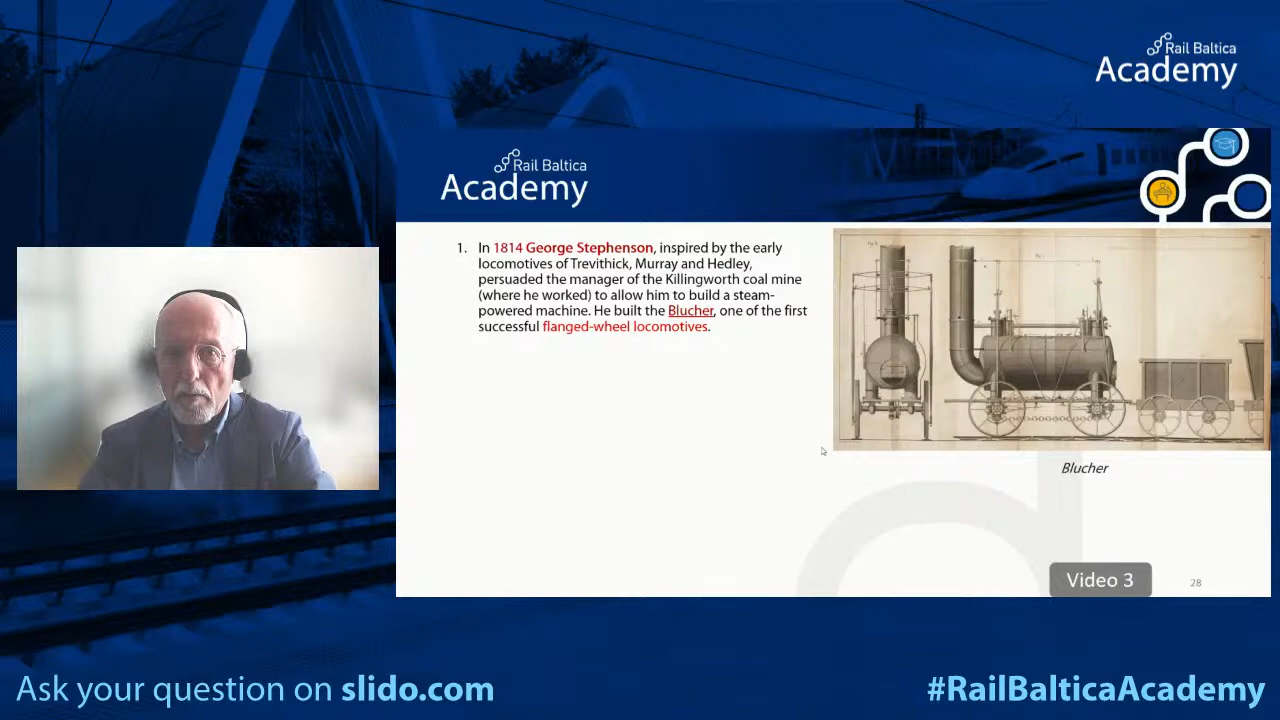 Rail Baltica
Academy
Rail Baltica
Academy
1. In 1814 George Stephenson, inspired by the early
locomotives of Trevithick, Murray and Hedley,
persuaded the manager of the Killingworth coal mine
(where he worked) to allow him to build a steam-
powered machine. He built the Blucher, one of the first
successful flanged-wheel locomotives.
Blucher
Video 3
28
Ask your question on slido.com
#RailBalticaAcademy